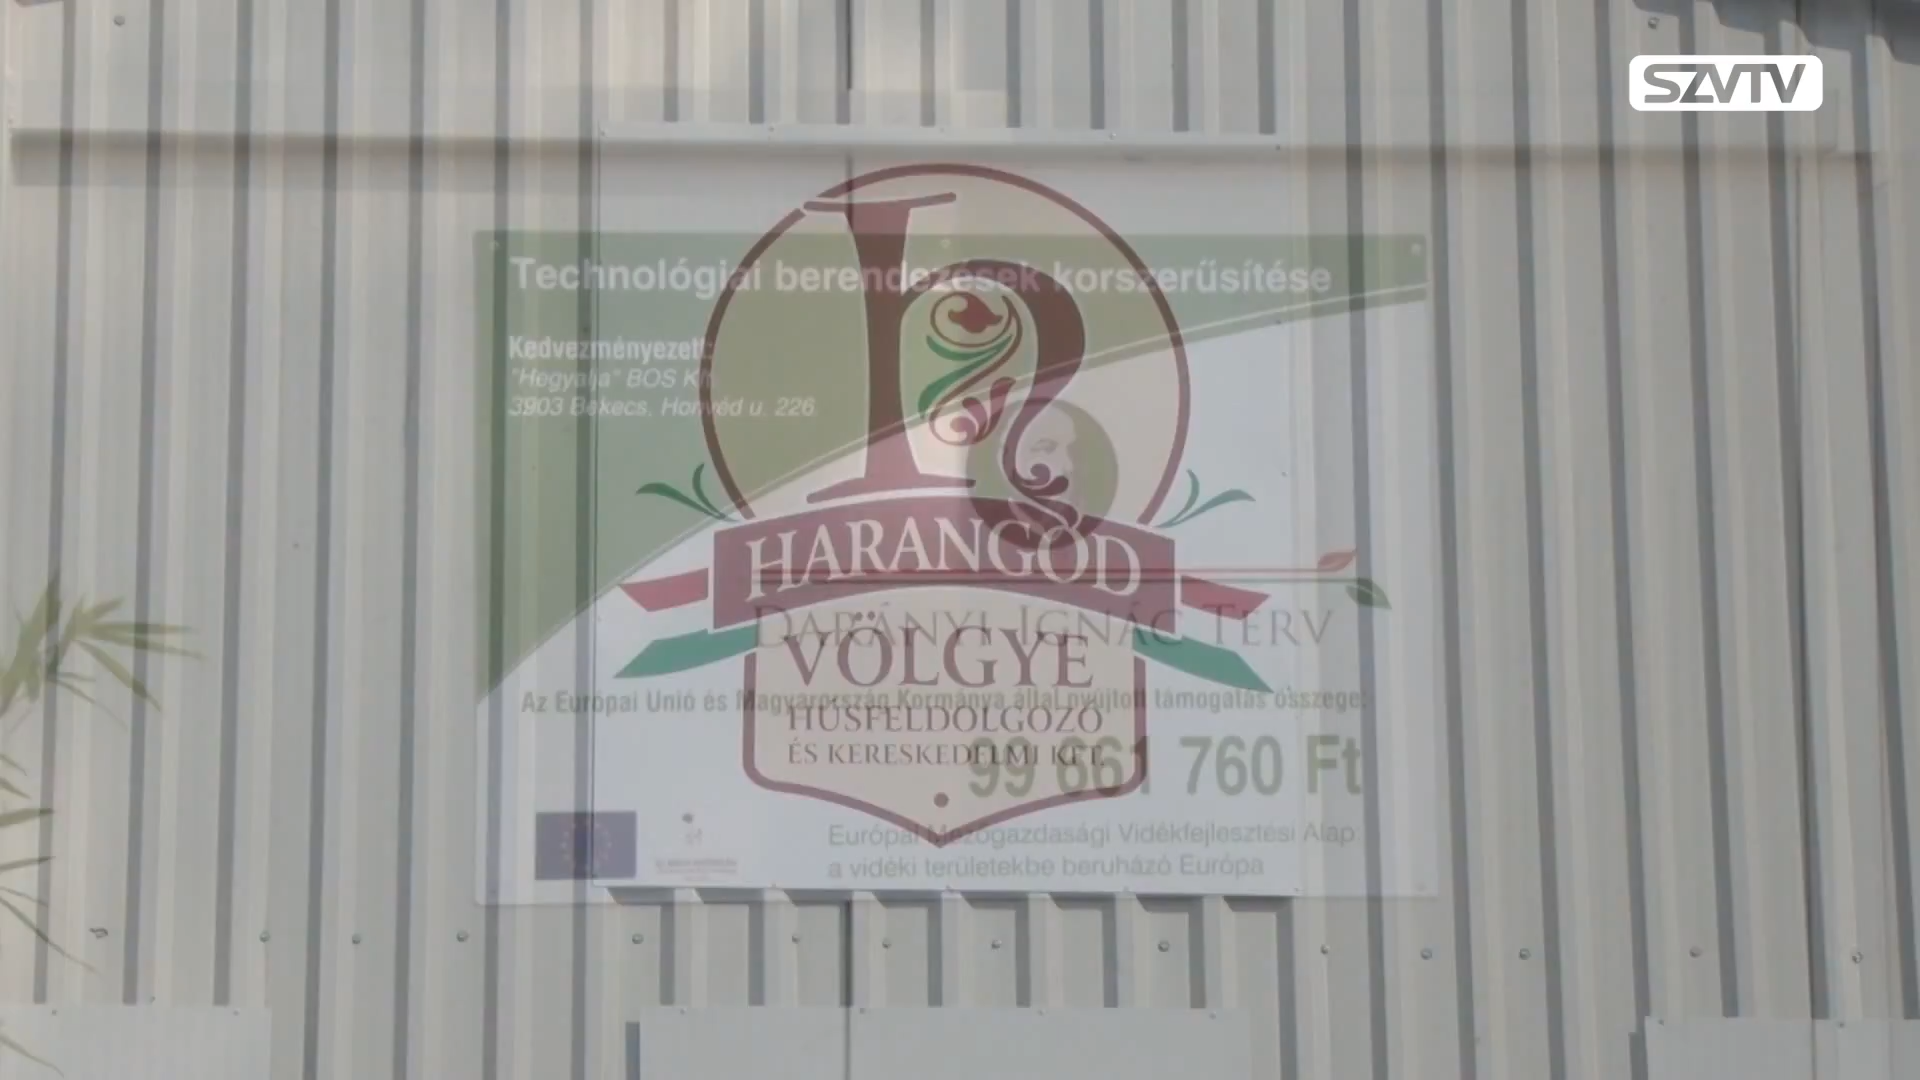 SZVTV
Technológiai berendezések korszerűsítése
Kedvezményezett:
"Hegyalja" BOS Kft.
3903 Bekecs, Honvéd u. 226.
h
HARANGOD
VÖLGYE
HÚSFELDOLGOZÓ
ÉS KERESKEDELMI KFT.
DARÁNYI IGNÁC TERV
Az Európai Unió és Magyarország Kormánya által nyújtott támogatás összege:
99 661 760 Ft
Európai Mezőgazdasági Vidékfejlesztési Alap
a vidéki területekbe beruházó Európa